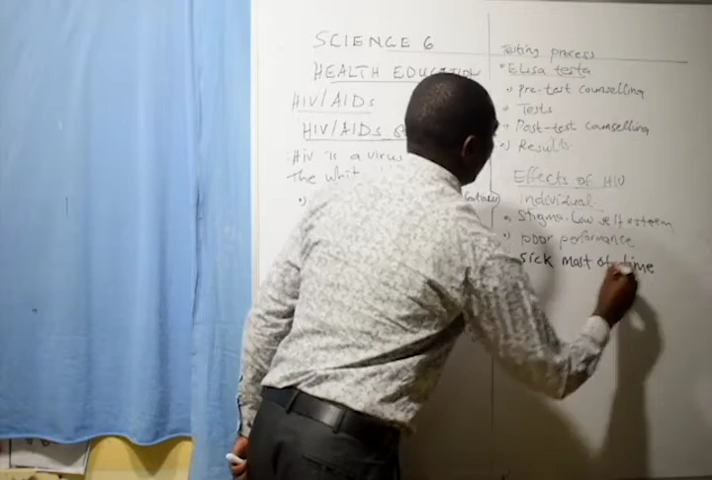 SCIENCE 6
HEALTH EDUCATION
HIV/AIDS
HIV/AIDS
HIV is a virus
The whit
Testing process
Elisa tests
Pre-test counselling
Tests
Post-test counselling
Results
Effects of HIV
individual
Stigma-Low self esteem
poor performance
Sick most of time